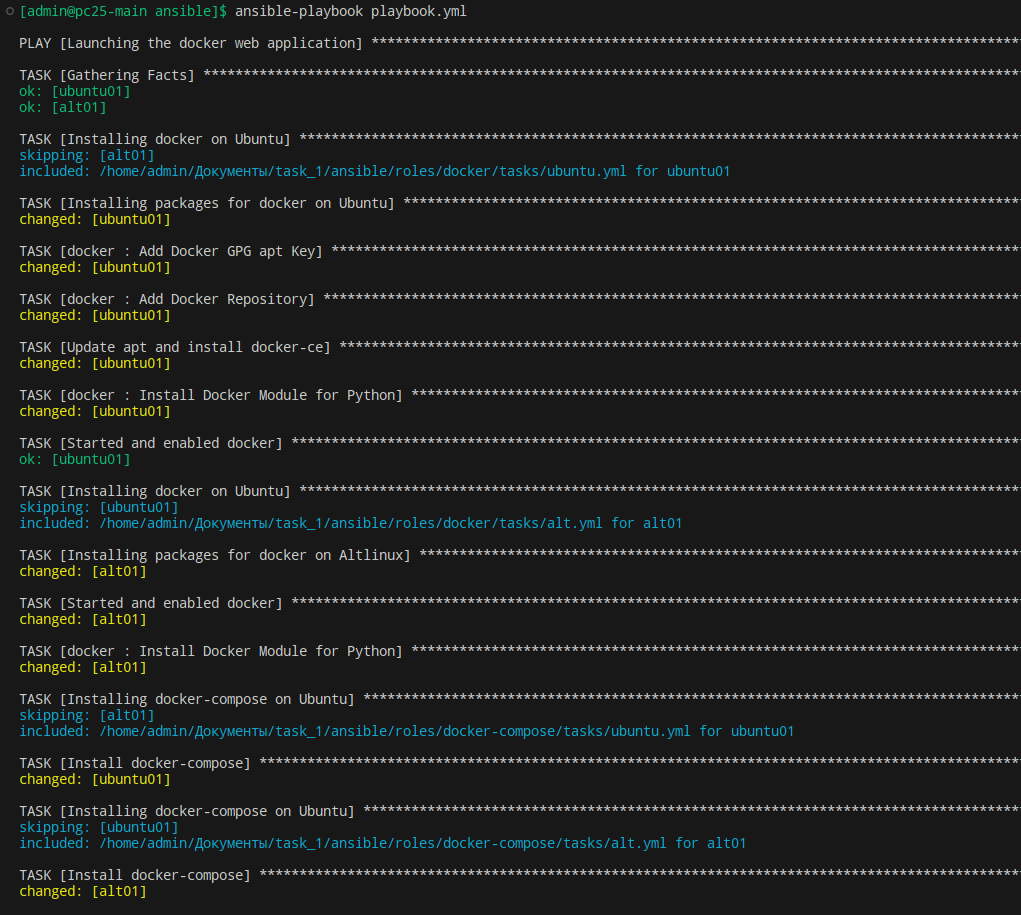 [admin@pc25-main ansible]$ ansible-playbook playbook.yml
PLAY [Launching the docker web application] *********************************************************************************
TASK [Gathering Facts] ******************************************************************************************************
ok: [ubuntu01]
ok: [alt01]
TASK [Installing docker on Ubuntu] ******************************************************************************************
skipping: [alt01]
included: /home/admin/Документы/task_1/ansible/roles/docker/tasks/ubuntu.yml for ubuntu01
TASK [Installing packages for docker on Ubuntu] *****************************************************************************
changed: [ubuntu01]
TASK [docker : Add Docker GPG apt Key] **************************************************************************************
changed: [ubuntu01]
TASK [docker : Add Docker Repository] ***************************************************************************************
changed: [ubuntu01]
TASK [Update apt and install docker-ce] *************************************************************************************
changed: [ubuntu01]
TASK [docker : Install Docker Module for Python] ****************************************************************************
changed: [ubuntu01]
TASK [Started and enabled docker] *******************************************************************************************
ok: [ubuntu01]
TASK [Installing docker on Ubuntu] ******************************************************************************************
skipping: [ubuntu01]
included: /home/admin/Документы/task_1/ansible/roles/docker/tasks/alt.yml for alt01
TASK [Installing packages for docker on Altlinux] ***************************************************************************
changed: [alt01]
TASK [Started and enabled docker] *******************************************************************************************
changed: [alt01]
TASK [docker : Install Docker Module for Python] ****************************************************************************
changed: [alt01]
TASK [Installing docker-compose on Ubuntu] **********************************************************************************
skipping: [alt01]
included: /home/admin/Документы/task_1/ansible/roles/docker-compose/tasks/ubuntu.yml for ubuntu01
TASK [Install docker-compose] ***********************************************************************************************
changed: [ubuntu01]
TASK [Installing docker-compose on Ubuntu] **********************************************************************************
skipping: [ubuntu01]
included: /home/admin/Документы/task_1/ansible/roles/docker-compose/tasks/alt.yml for alt01
TASK [Install docker-compose] ***********************************************************************************************
changed: [alt01]